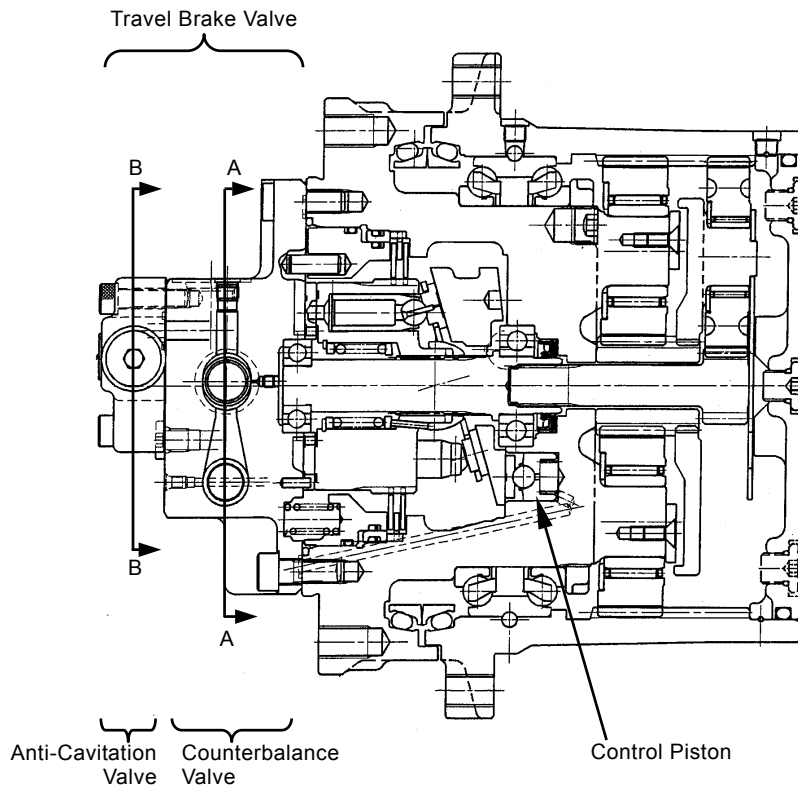 Travel Brake Valve
B
A
B
A
Anti-Cavitation
Valve
Counterbalance
Valve
Control Piston